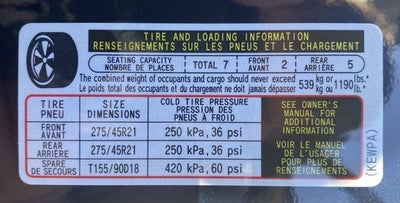 TIRE AND LOADING INFORMATION
RENSEIGNEMENTS SUR LES PNEUS ET LE CHARGEMENT
SEATING CAPACITY
NOMBRE DE PLACES
TOTAL 7
FRONT
AVANT 2
REAR
ARRIÈRE 5
The combined weight of occupants and cargo should never exceed
Le poids total des occupants et du chargement ne doit jamais dépasser
539 kg or
kg ou 1190 lbs.
lb.
TIRE
PNEU
SIZE
DIMENSIONS
COLD TIRE PRESSURE
PRESSION DES
PNEUS À FROID
FRONT
AVANT
275/45R21
250 kPa, 36 psi
REAR
ARRIÈRE
275/45R21
250 kPa, 36 psi
SPARE
DE SECOURS
T155/90D18
420 kPa, 60 psi
SEE OWNER'S
MANUAL FOR
ADDITIONAL
INFORMATION
VOIR LE MANUEL
DE L'USAGER
POUR PLUS DE
RENSEIGNEMENTS
(KEWPA)